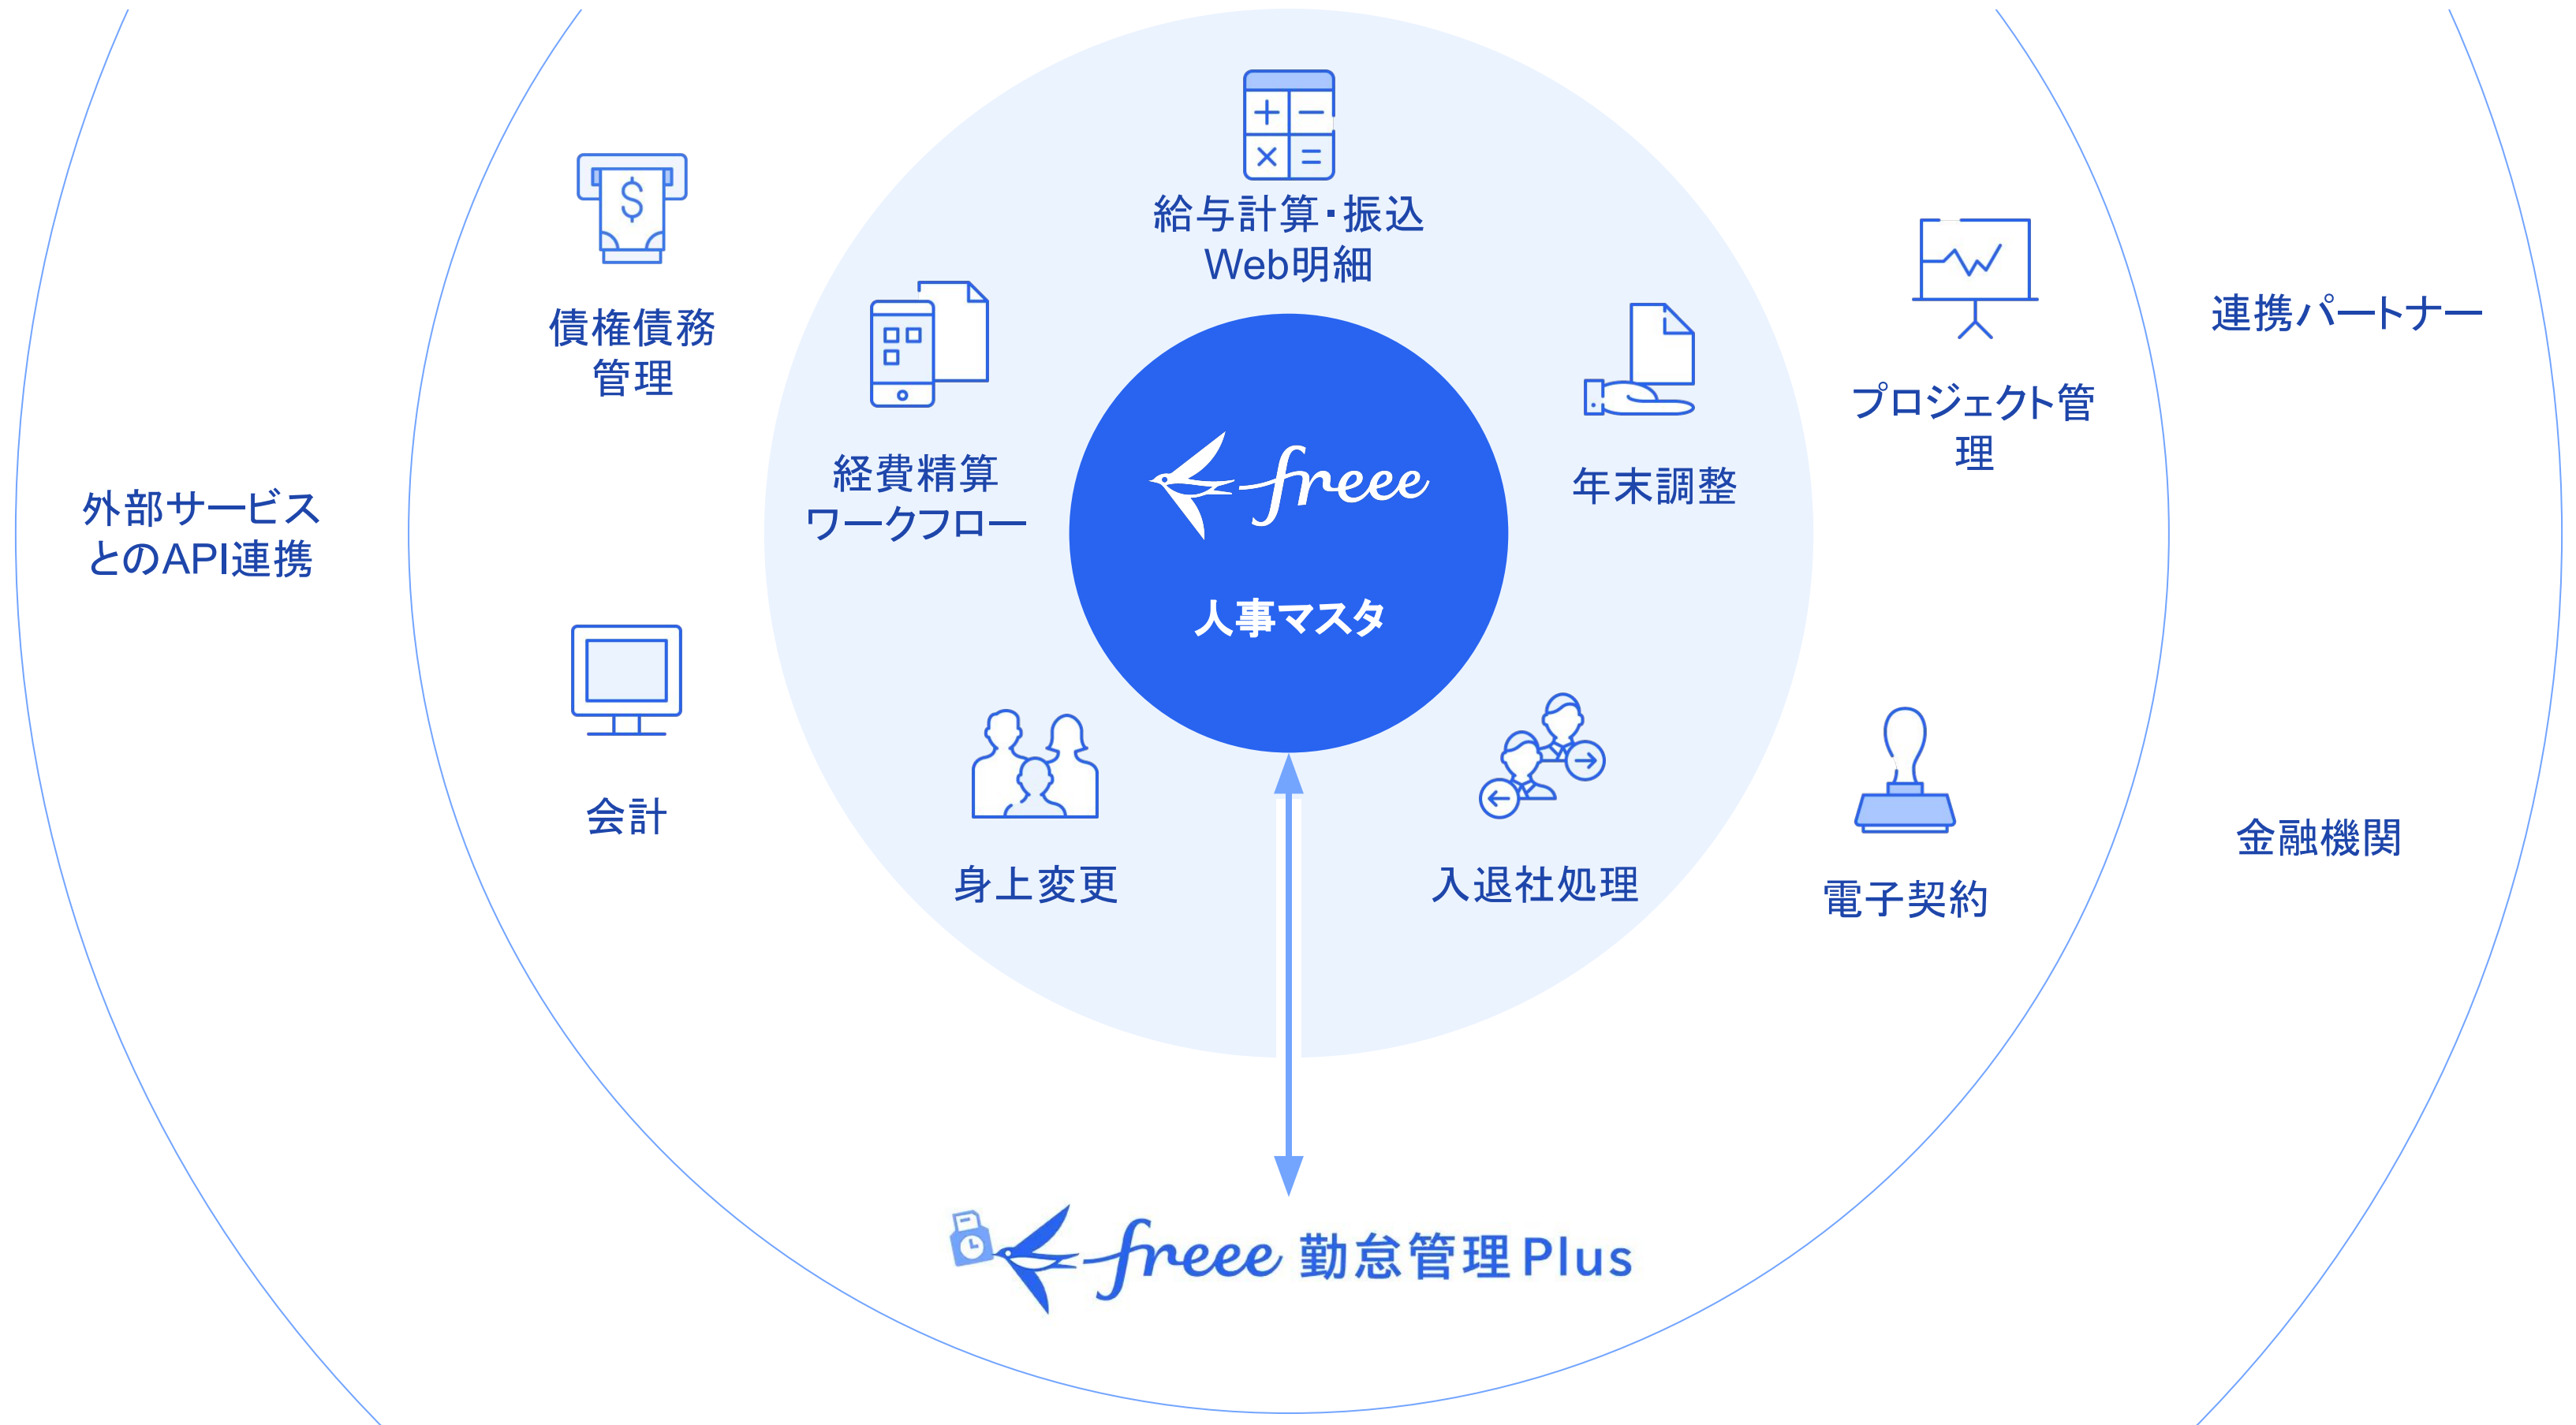 給与計算・振込
Web明細
債権債務
管理
経費精算
ワークフロー
freee
人事マスタ
年末調整
プロジェクト管
理
連携パートナー
外部サービス
とのAPI連携
会計
身上変更
入退社処理
電子契約
金融機関
freee 勤怠管理 Plus